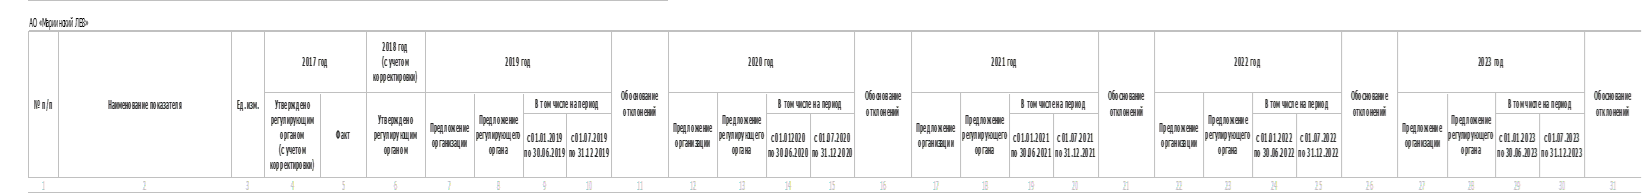 АО «Мариинский ЛВЗ»
№ п/п
Наименование показателя
Ед. изм.
2017 год
Утверждено
регулирующим
органом
(с учетом
корректировки)
Факт
2018 год
(с учетом
корректировки)
Утверждено
регулирующим
органом
2019 год
Предложение
организации
Предложение
регулирующего
органа
В том числе на период
с 01.01.2019
по 30.06.2019
с 01.07.2019
по 31.12.2019
Обоснование
отклонений
2020 год
Предложение
организации
Предложение
регулирующего
органа
В том числе на период
с 01.01.2020
по 30.06.2020
с 01.07.2020
по 31.12.2020
Обоснование
отклонений
2021 год
Предложение
организации
Предложение
регулирующего
органа
В том числе на период
с 01.01.2021
по 30.06.2021
с 01.07.2021
по 31.12.2021
Обоснование
отклонений
2022 год
Предложение
организации
Предложение
регулирующего
органа
В том числе на период
с 01.01.2022
по 30.06.2022
с 01.07.2022
по 31.12.2022
Обоснование
отклонений
2023 год
Предложение
организации
Предложение
регулирующего
органа
В том числе на период
с 01.01.2023
по 30.06.2023
с 01.07.2023
по 31.12.2023
Обоснование
отклонений
1 2 3 4 5 6 7 8 9 10 11 12 13 14 15 16 17 18 19 20 21 22 23 24 25 26 27 28 29 30 31